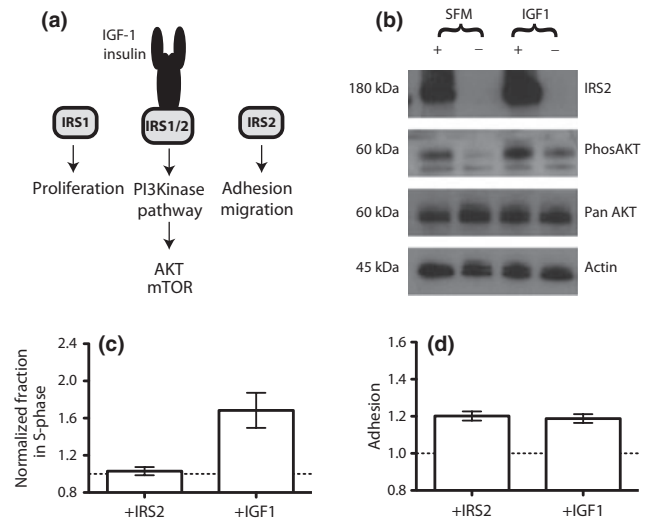 (a)
IGF-1
insulin
IRS1
IRS1/2
IRS2
Proliferation
PI3Kinase
pathway
Adhesion
migration
AKT
mTOR
(b)
SFM
IGF1
+ – + –
180 kDa
IRS2
60 kDa
PhosAKT
60 kDa
Pan AKT
45 kDa
Actin
(c)
Normalized fraction
in S-phase
2.4
2.0
1.6
1.2
0.8
+IRS2
+IGF1
(d)
Adhesion
1.6
1.4
1.2
1.0
0.8
+IRS2
+IGF1